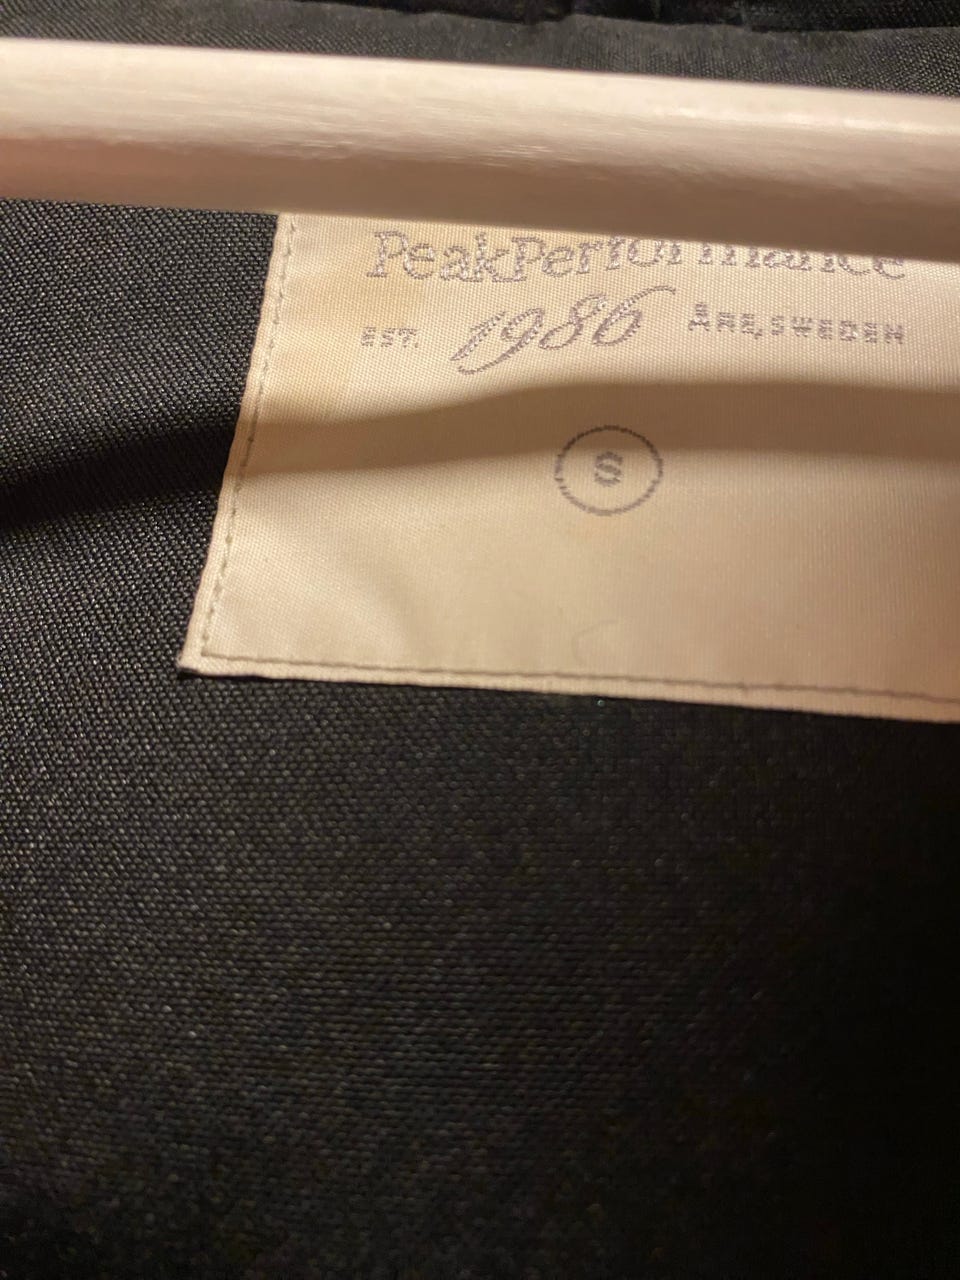 PeakPerformance
EST. 1986 ÅRE, SWEDEN
S